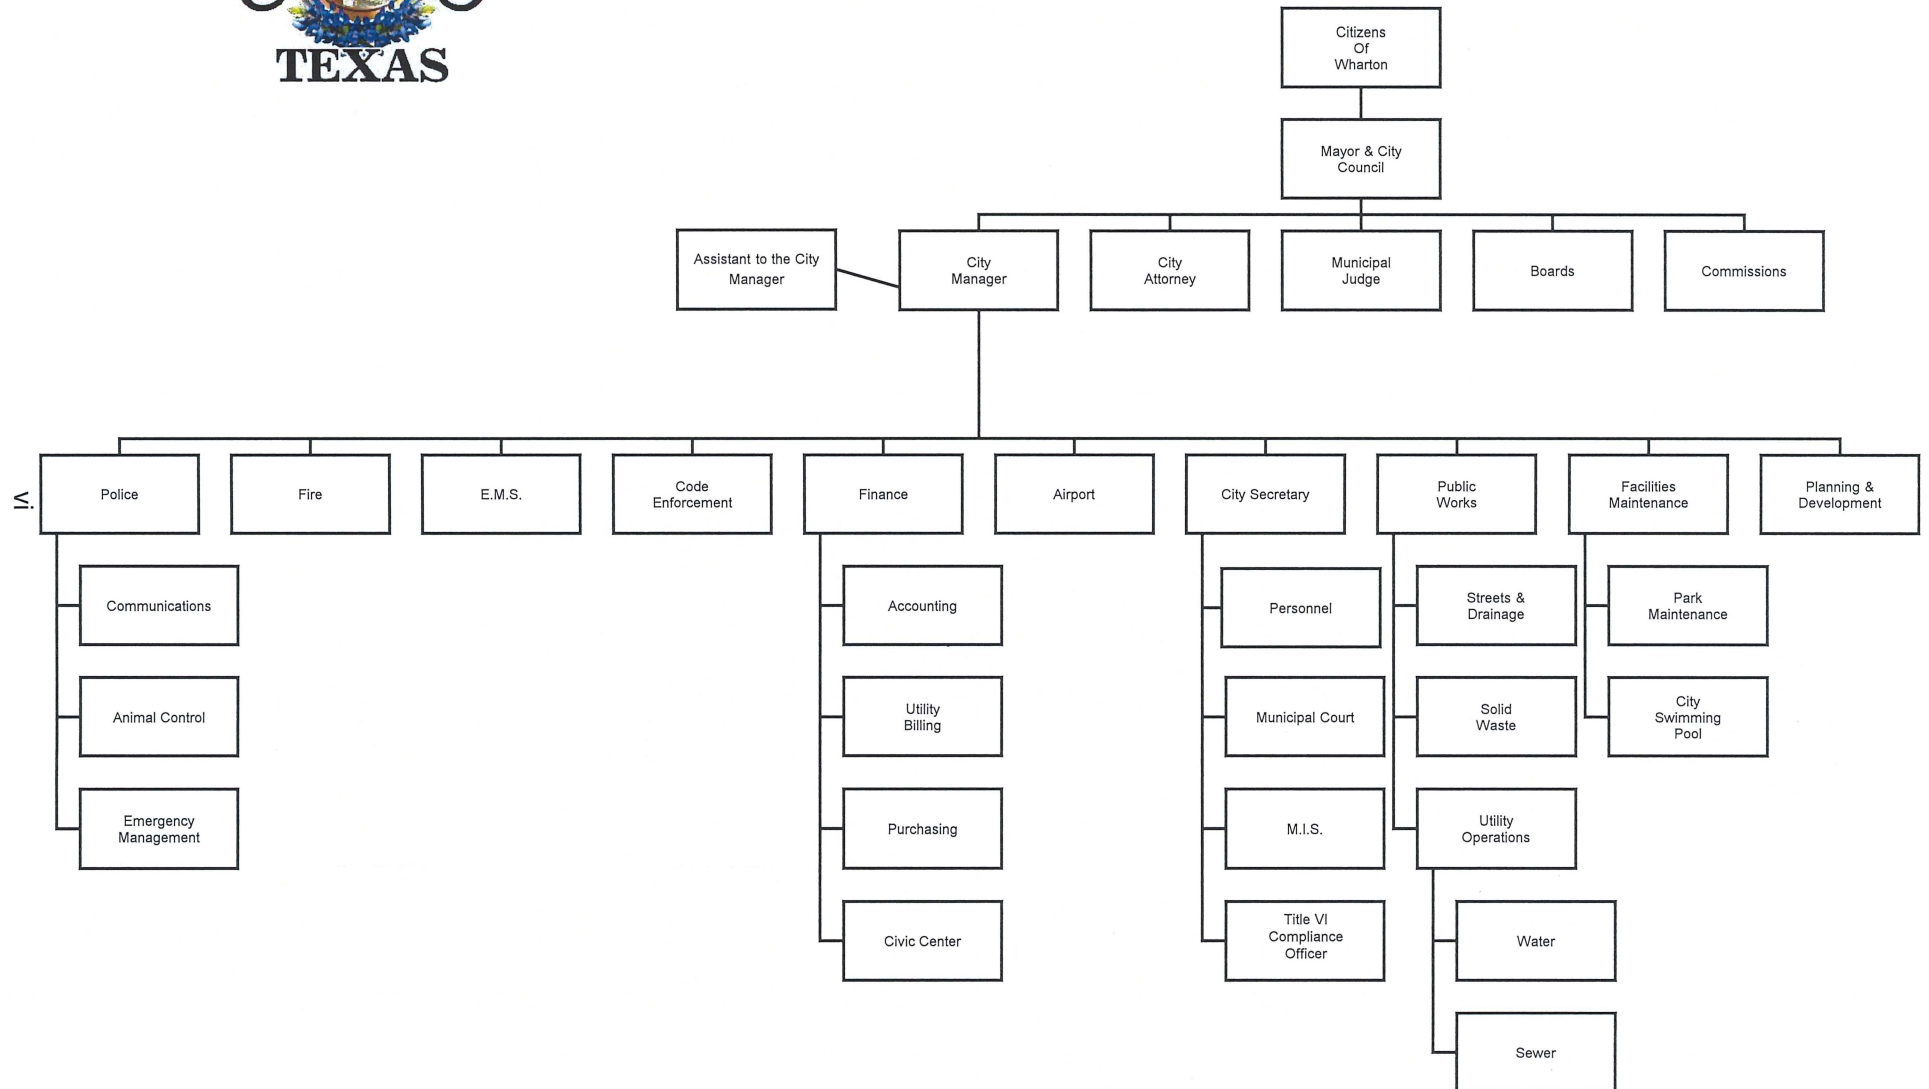 TEXAS
Citizens
Of
Wharton
Mayor & City
Council
Assistant to the City
Manager
City
Manager
City
Attorney
Municipal
Judge
Boards
Commissions
vi
Police
Fire
E.M.S.
Code
Enforcement
Finance
Airport
City Secretary
Public
Works
Facilities
Maintenance
Planning &
Development
Communications
Animal Control
Emergency
Management
Accounting
Utility
Billing
Purchasing
Civic Center
Personnel
Municipal Court
M.I.S.
Title VI
Compliance
Officer
Streets &
Drainage
Solid
Waste
Utility
Operations
Water
Sewer
Park
Maintenance
City
Swimming
Pool